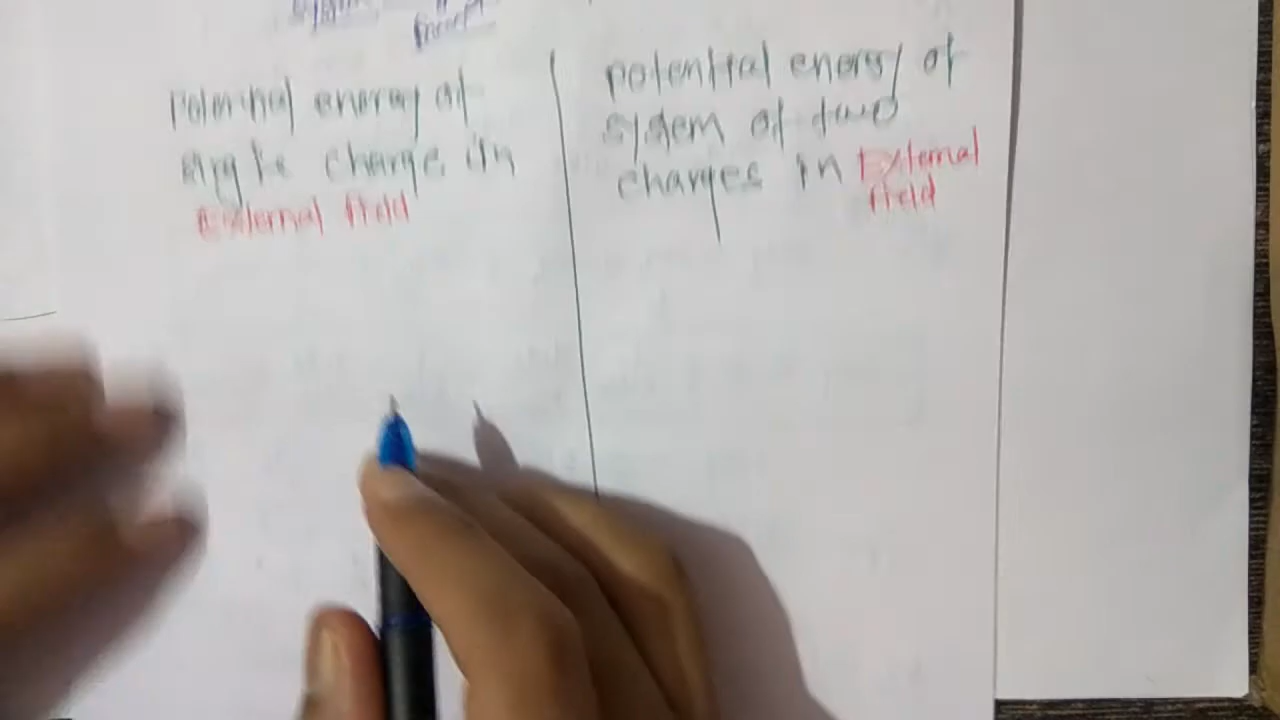 Potential energy of
single charge in
External field
potential energy of
system of two
charges in External
field